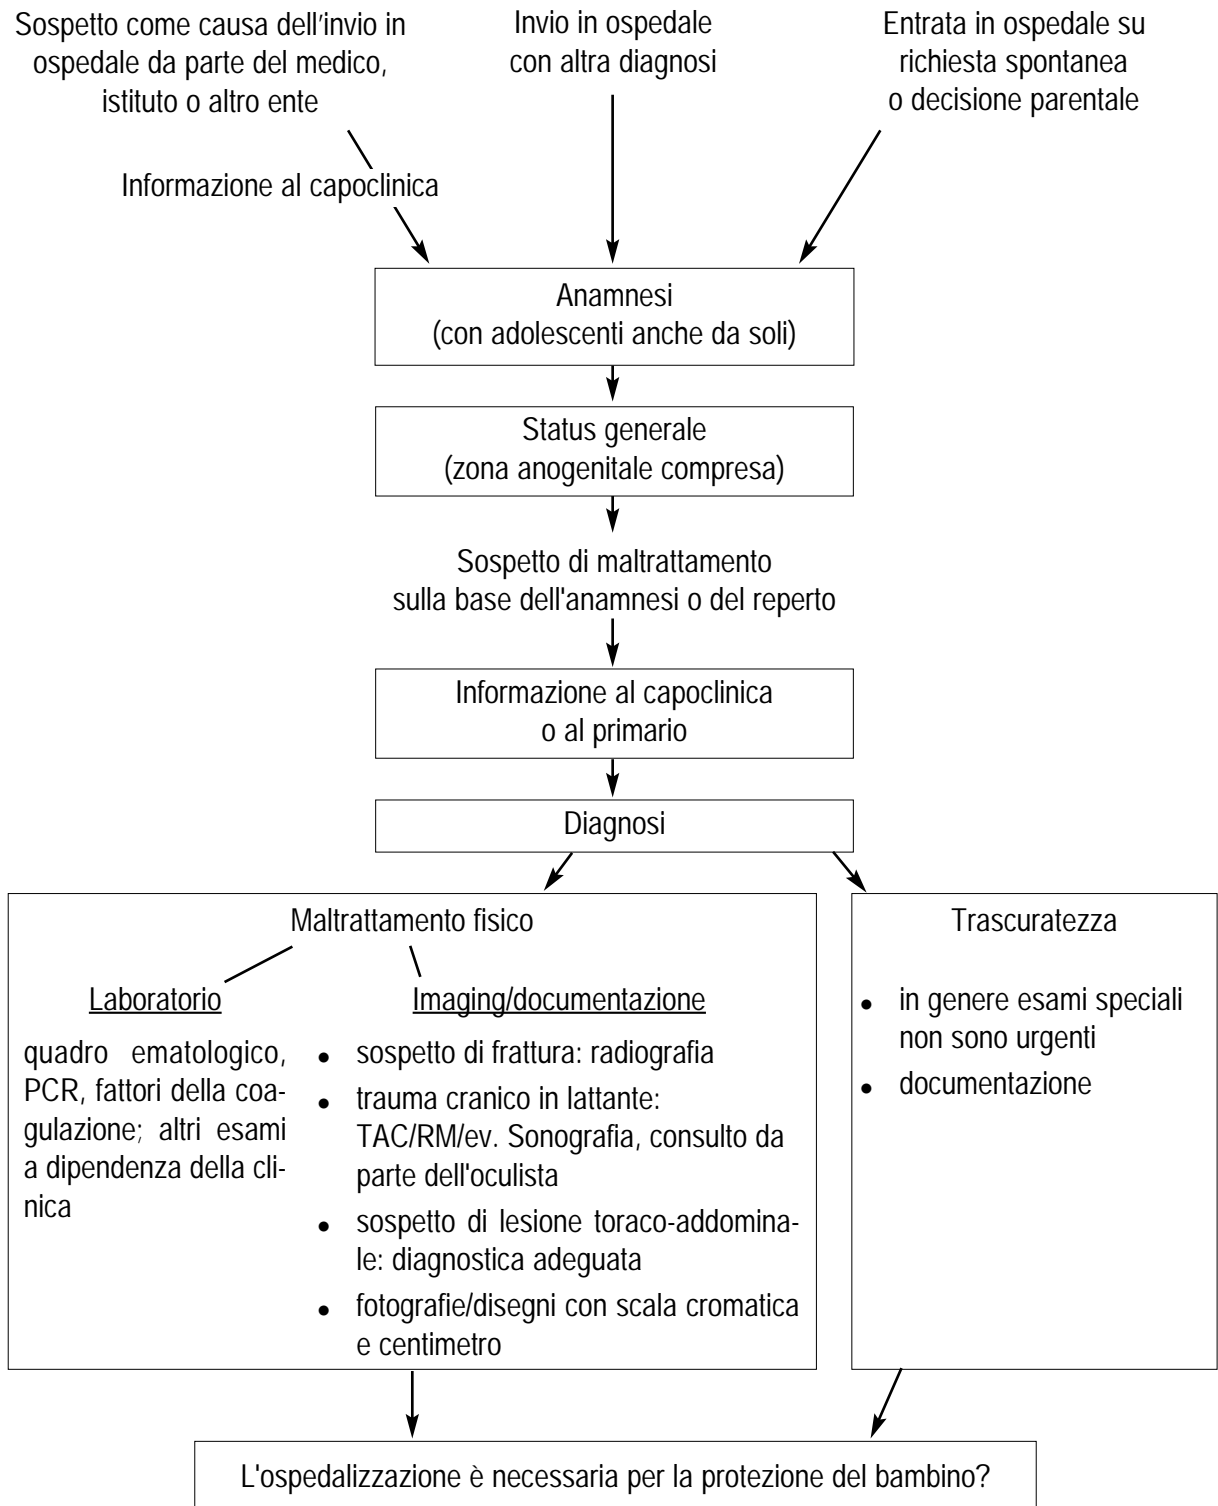 Sospetto come causa dell'invio in
ospedale da parte del medico,
istituto o altro ente
Invio in ospedale
con altra diagnosi
Entrata in ospedale su
richiesta spontanea
o decisione parentale
Informazione al capoclinica
Anamnesi
(con adolescenti anche da soli)
Status generale
(zona anogenitale compresa)
Sospetto di maltrattamento
sulla base dell'anamnesi o del reperto
Informazione al capoclinica
o al primario
Diagnosi
Maltrattamento fisico
Laboratorio
quadro ematologico,
PCR, fattori della coa-
gulazione; altri esami
a dipendenza della cli-
nica
Imaging/documentazione
• sospetto di frattura: radiografia
• trauma cranico in lattante:
TAC/RM/ev. Sonografia, consulto da
parte dell'oculista
• sospetto di lesione toraco-addomina-
le: diagnostica adeguata
• fotografie/disegni con scala cromatica
e centimetro
Trascuratezza
• in genere esami speciali
non sono urgenti
• documentazione
L'ospedalizzazione è necessaria per la protezione del bambino?